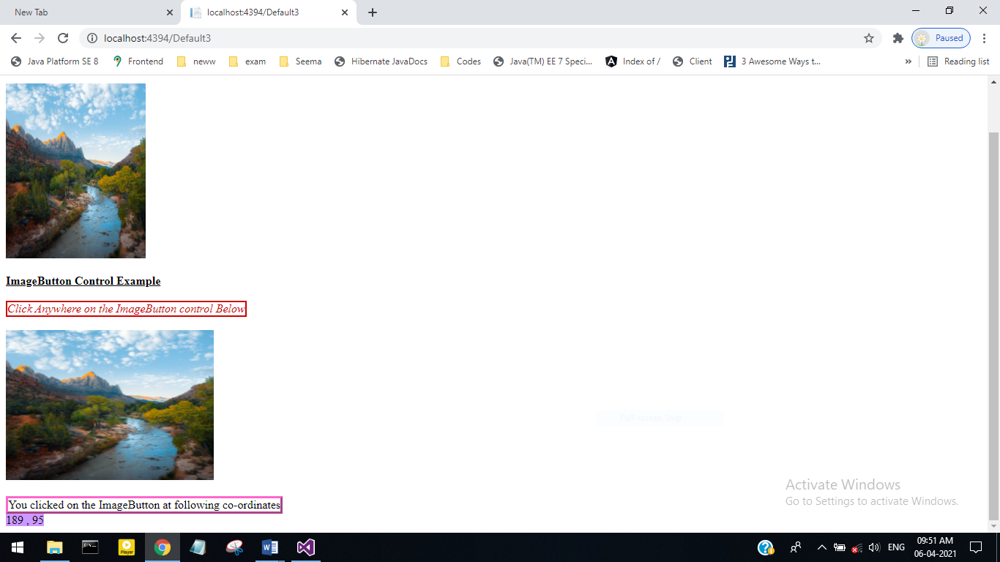 New Tab
localhost:4394/Default3
localhost:4394/Default3
Paused
Java Platform SE 8
Frontend
neww
exam
Seema
Hibernate JavaDocs
Codes
Java(TM) EE 7 Speci...
Index of /
Client
3 Awesome Ways t...
»
Reading list
ImageButton Control Example
Click Anywhere on the ImageButton control Below
Full-screen Snip
Activate Windows
Go to Settings to activate Windows.
You clicked on the ImageButton at following co-ordinates
189 , 95
Player
ENG
09:51 AM
06-04-2021